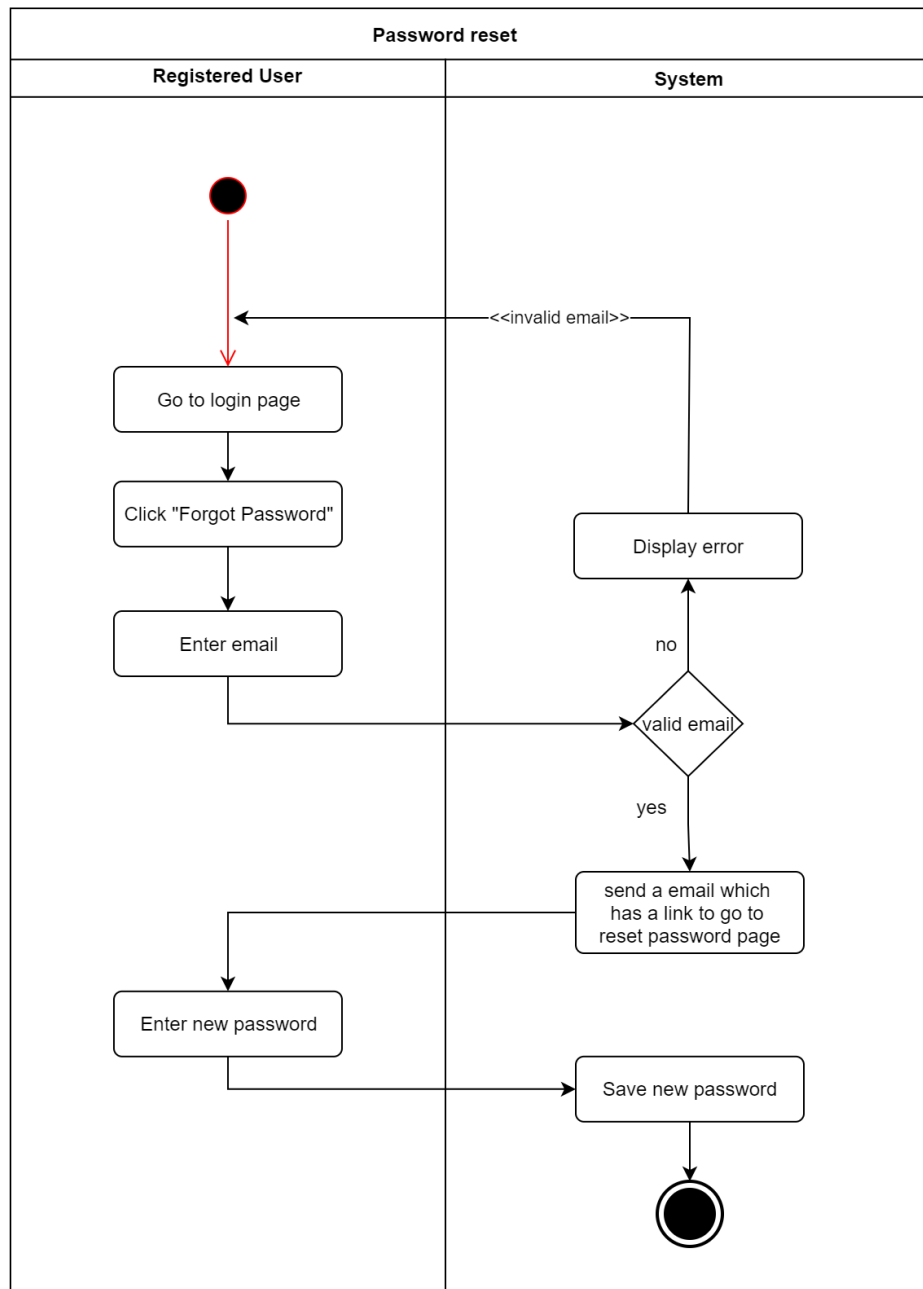 Password reset
Registered User
System
<<invalid email>>
Go to login page
Click "Forgot Password"
Display error
Enter email
no
valid email
yes
send a email which
has a link to go to
reset password page
Enter new password
Save new password